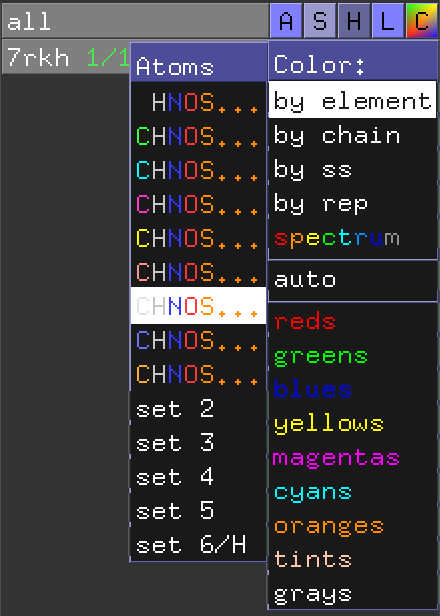 all A S H L C
7rkh 1/1
Atoms
HNOS...
CHNOS...
CHNOS...
CHNOS...
CHNOS...
CHNOS...
CHNOS...
CHNOS...
CHNOS...
set 2
set 3
set 4
set 5
set 6/H
Color:
by element
by chain
by ss
by rep
spectrum
auto
reds
greens
blues
yellows
magentas
cyans
oranges
tints
grays